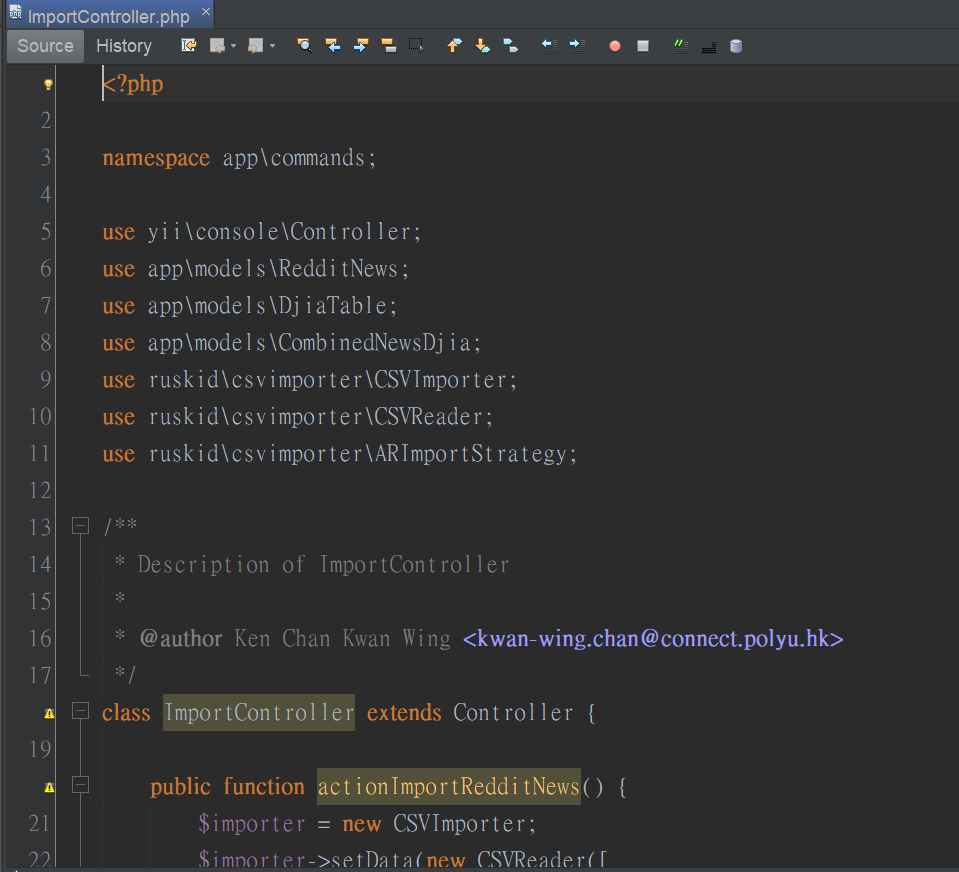 ImportController.php
Source History
<?php
2
3 namespace app\commands;
4
5 use yii\console\Controller;
6 use app\models\RedditNews;
7 use app\models\DjiaTable;
8 use app\models\CombinedNewsDjia;
9 use ruskid\csvimporter\CSVImporter;
10 use ruskid\csvimporter\CSVReader;
11 use ruskid\csvimporter\ARImportStrategy;
12
13 /**
14 * Description of ImportController
15 *
16 * @author Ken Chan Kwan Wing <kwan-wing.chan@connect.polyu.hk>
17 */
class ImportController extends Controller {
19
public function actionImportRedditNews() {
21 $importer = new CSVImporter;
22 $importer->setData(new CSVReader([